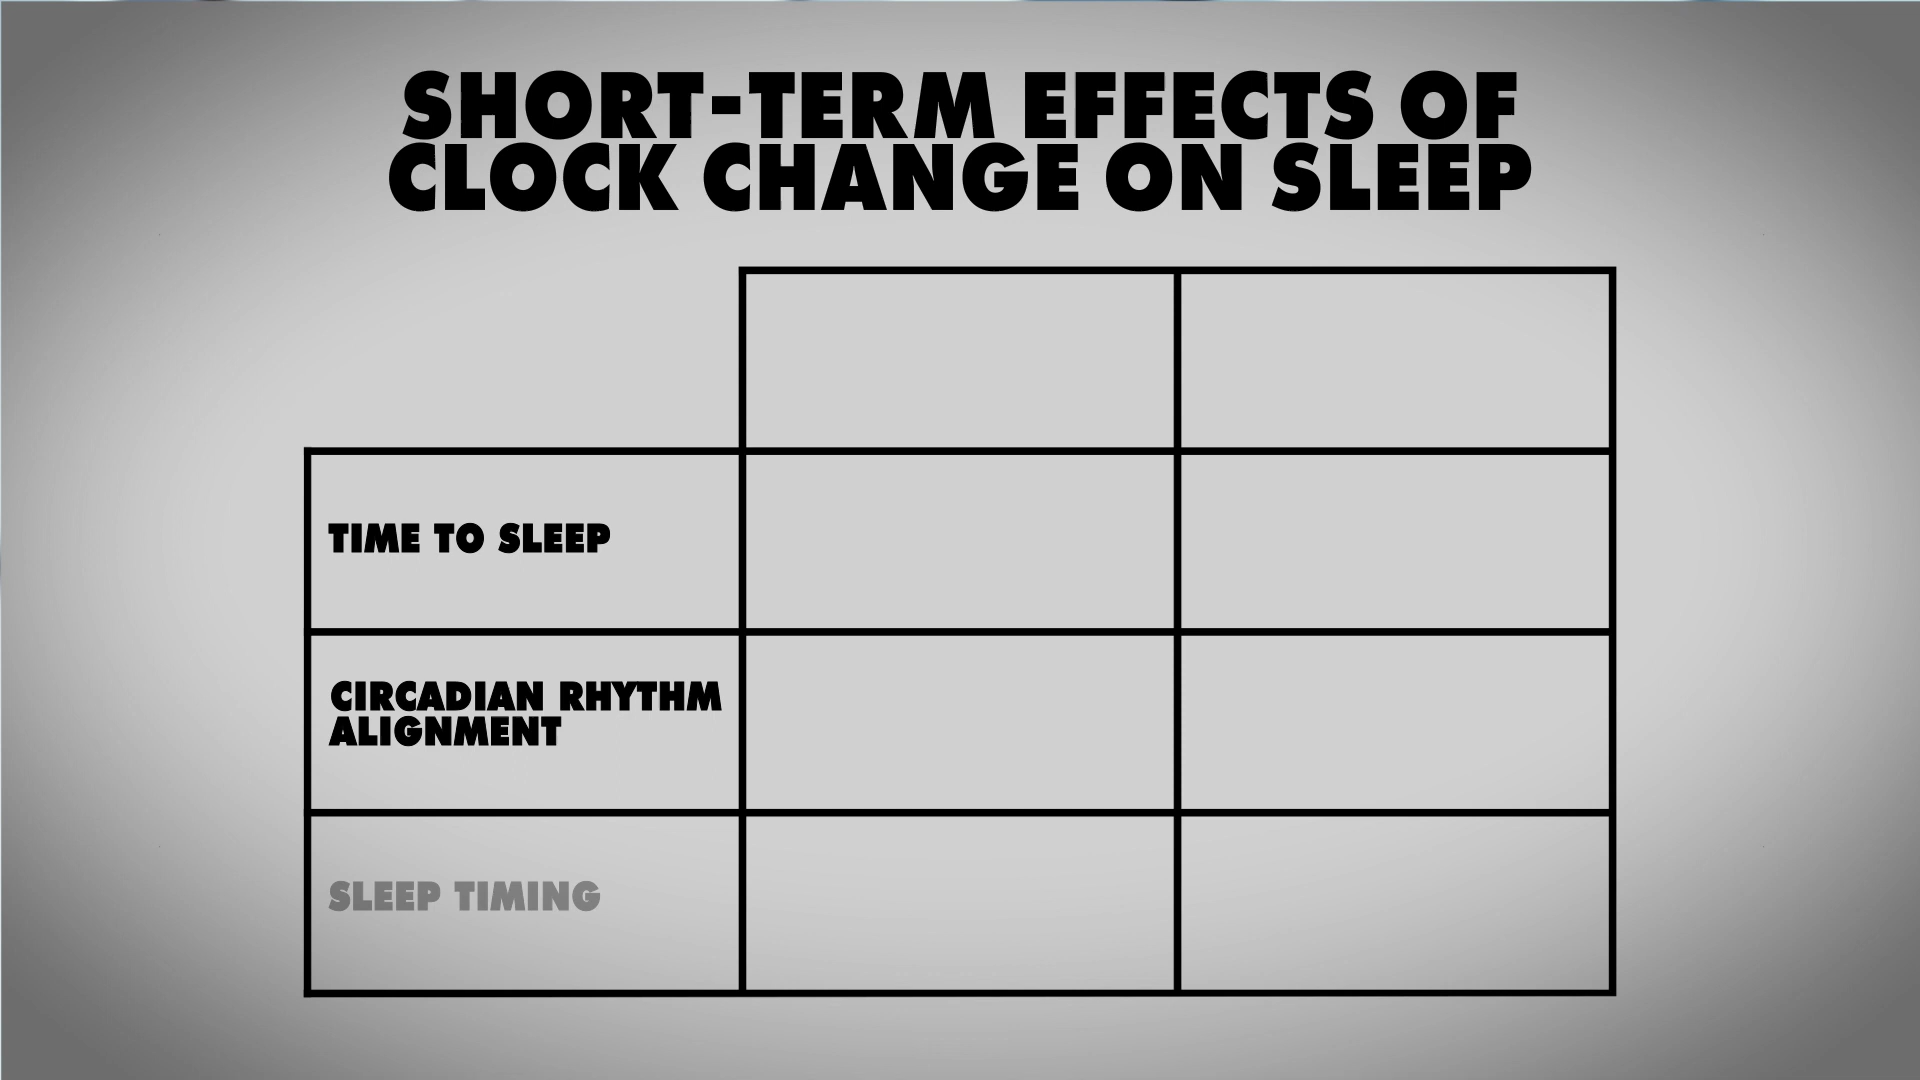 SHORT-TERM EFFECTS OF
CLOCK CHANGE ON SLEEP
TIME TO SLEEP
CIRCADIAN RHYTHM
ALIGNMENT
SLEEP TIMING